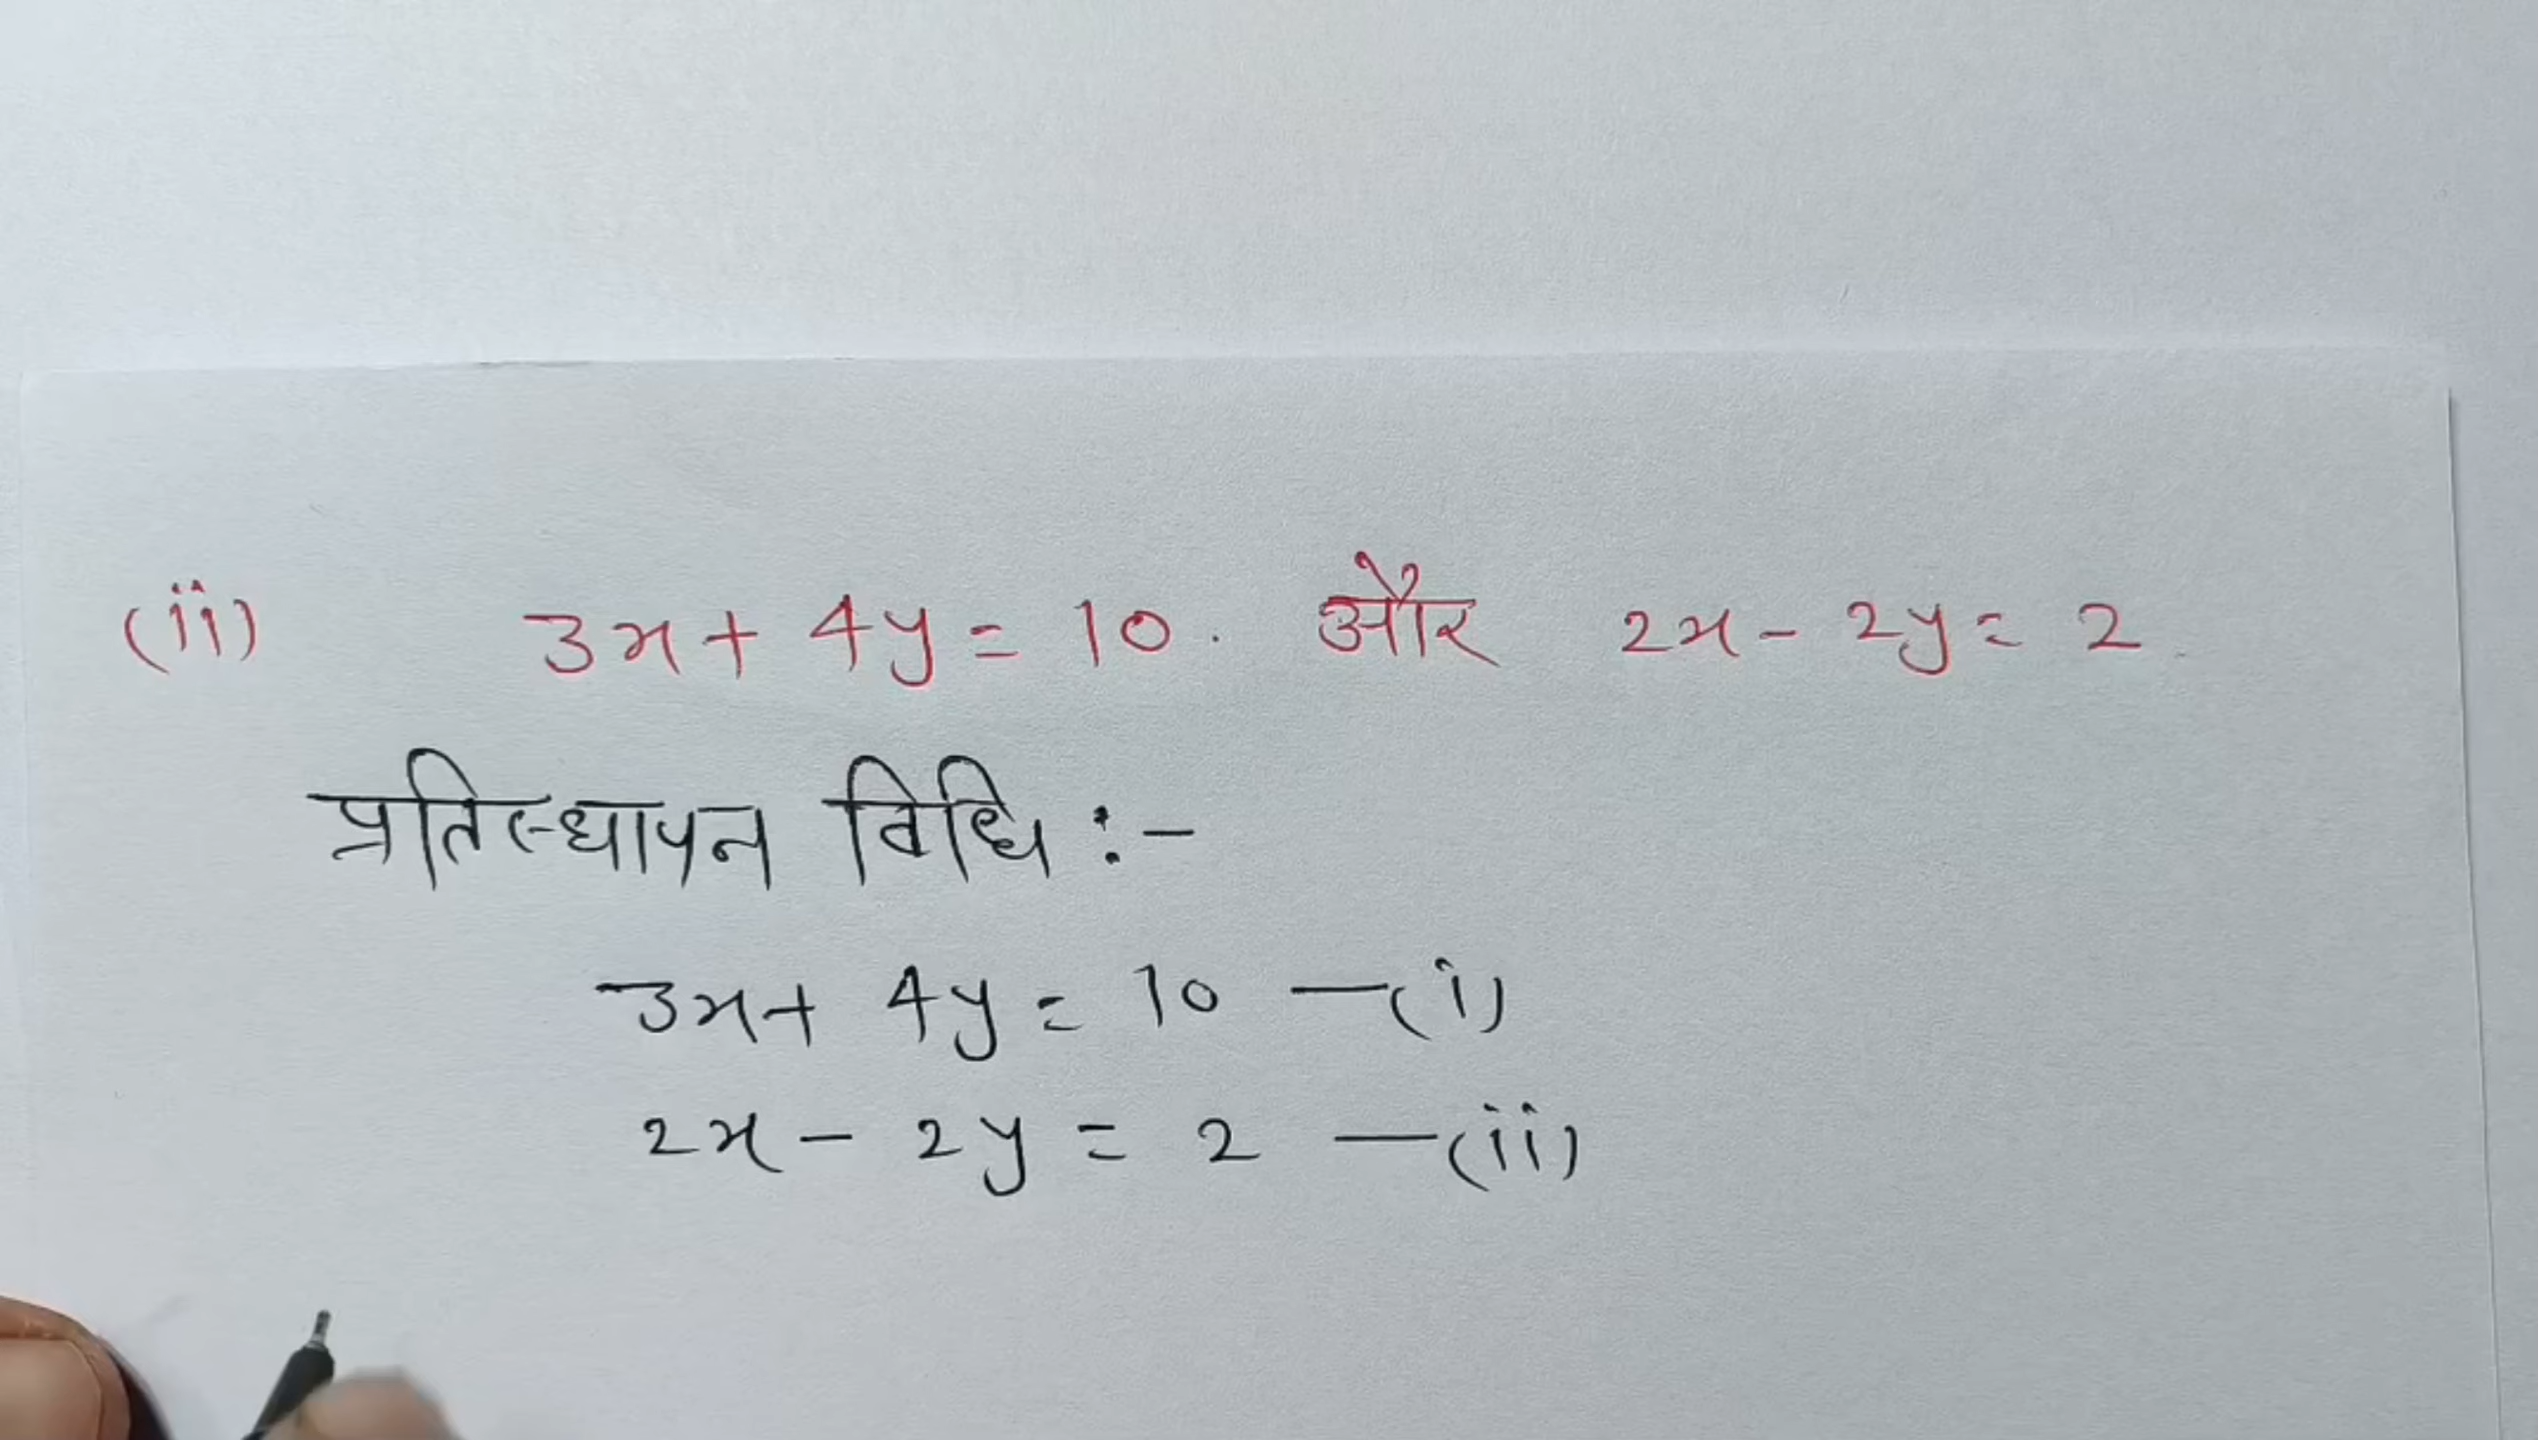 (ii) 3x + 4y = 10. और 2x - 2y = 2.
प्रतिस्थापन विधि :-
3x + 4y = 10 —(i)
2x - 2y = 2 —(ii)